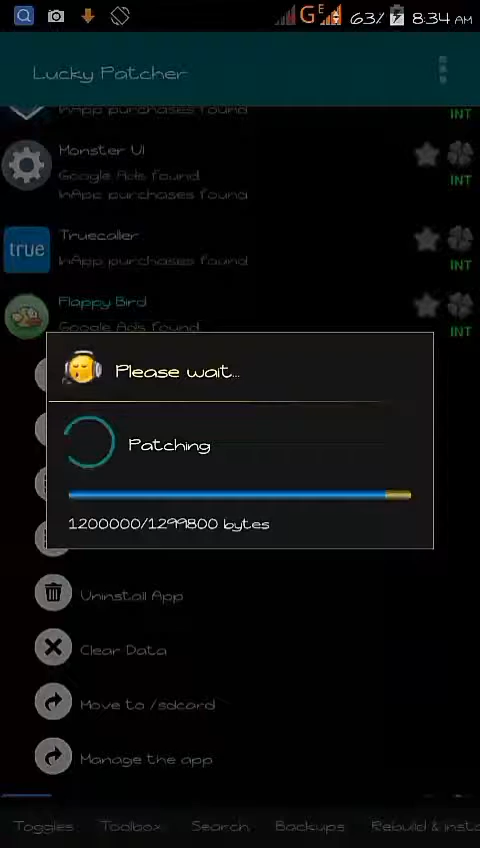 G E 63% 8:34 AM
Lucky Patcher
InApp purchases found
INT
Monster UI
Google Ads found
InApp purchases found
INT
true
Truecaller
InApp purchases found
INT
Flappy Bird
Google Ads found
INT
Please wait...
Patching
1200000/1299800 bytes
Uninstall App
Clear Data
Move to /sdcard
Manage the app
Toggles Toolbox Search Backups Rebuild & insta